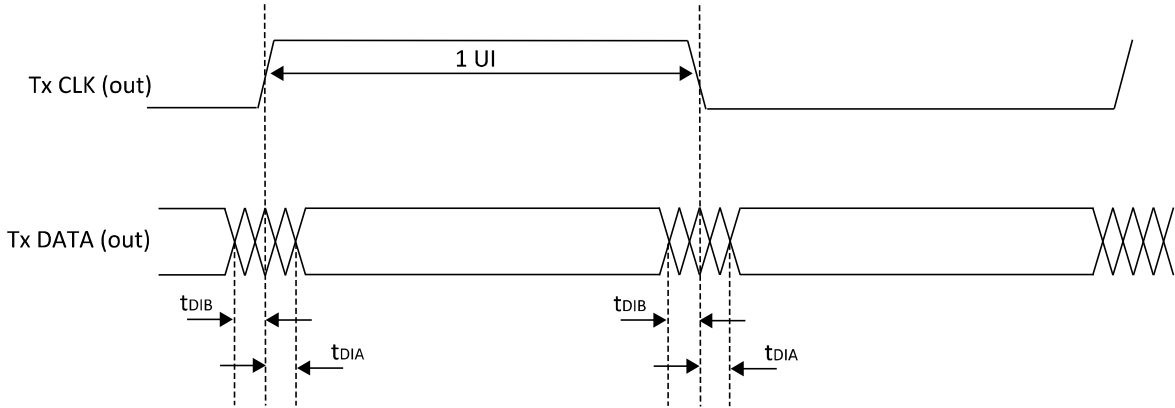 1 UI
Tx CLK (out)
Tx DATA (out)
tDIB
tDIB
tDIA
tDIA